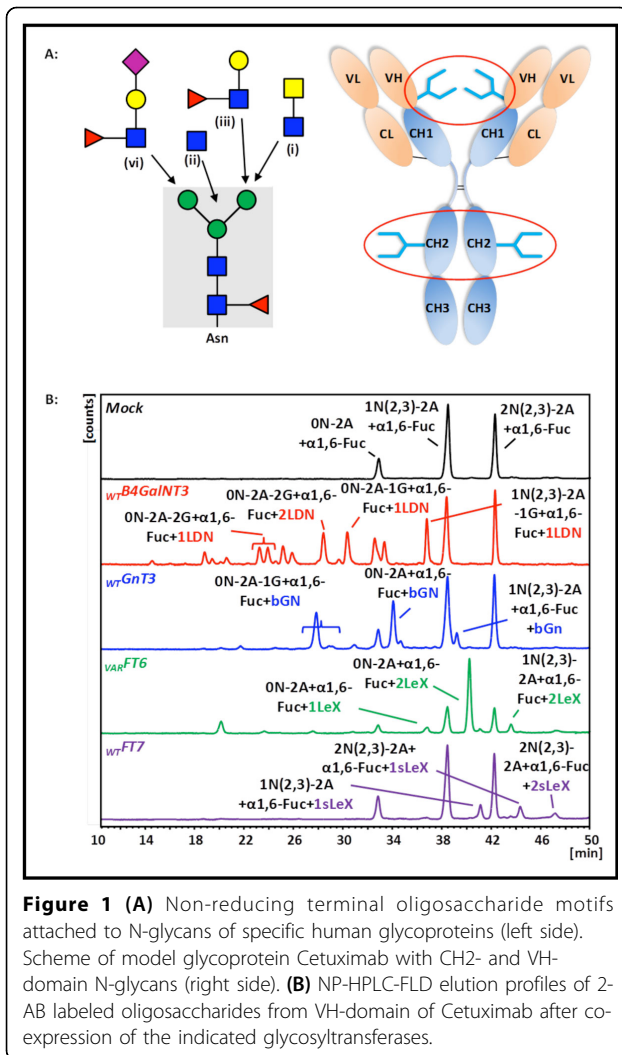 A:
(vi)
(iii)
(ii)
(i)
Asn
VL
VH
VH
VL
CL
CH1
CH1
CL
=
CH2
CH2
CH3
CH3
B:
[counts]
Mock
0N-2A
+α1,6-Fuc
1N(2,3)-2A
+α1,6-Fuc
2N(2,3)-2A
+α1,6-Fuc
WTB4GalNT3
0N-2A-2G+α1,6-
Fuc+1LDN
0N-2A-2G+α1,6-
Fuc+2LDN
0N-2A-1G+α1,6-
Fuc+1LDN
1N(2,3)-2A
-1G+α1,6-
Fuc+1LDN
WTGnT3
0N-2A-1G+α1,6-
Fuc+bGN
0N-2A+α1,6-
Fuc+bGN
1N(2,3)-2A
+α1,6-Fuc
+bGn
VARFT6
0N-2A+α1,6-
Fuc+1LeX
0N-2A+α1,6-
Fuc+2LeX
1N(2,3)-
2A+α1,6-
Fuc+2LeX
WTFT7
1N(2,3)-2A
+α1,6-Fuc+1sLeX
2N(2,3)-2A+
α1,6-Fuc+1sLeX
2N(2,3)-
2A+α1,6-Fuc
+2sLeX
10 14 18 22 26 30 34 38 42 46 50
[min]
Figure 1 (A) Non-reducing terminal oligosaccharide motifs
attached to N-glycans of specific human glycoproteins (left side).
Scheme of model glycoprotein Cetuximab with CH2- and VH-
domain N-glycans (right side). (B) NP-HPLC-FLD elution profiles of 2-
AB labeled oligosaccharides from VH-domain of Cetuximab after co-
expression of the indicated glycosyltransferases.